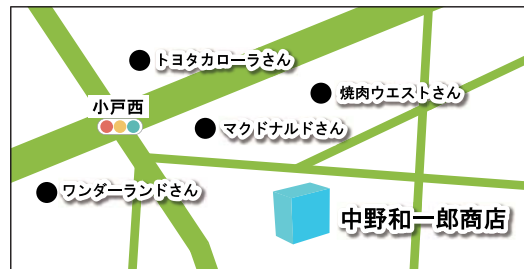 トヨタカローラさん
焼肉ウエストさん
小戸西
マクドナルドさん
ワンダーランドさん
中野和一郎商店